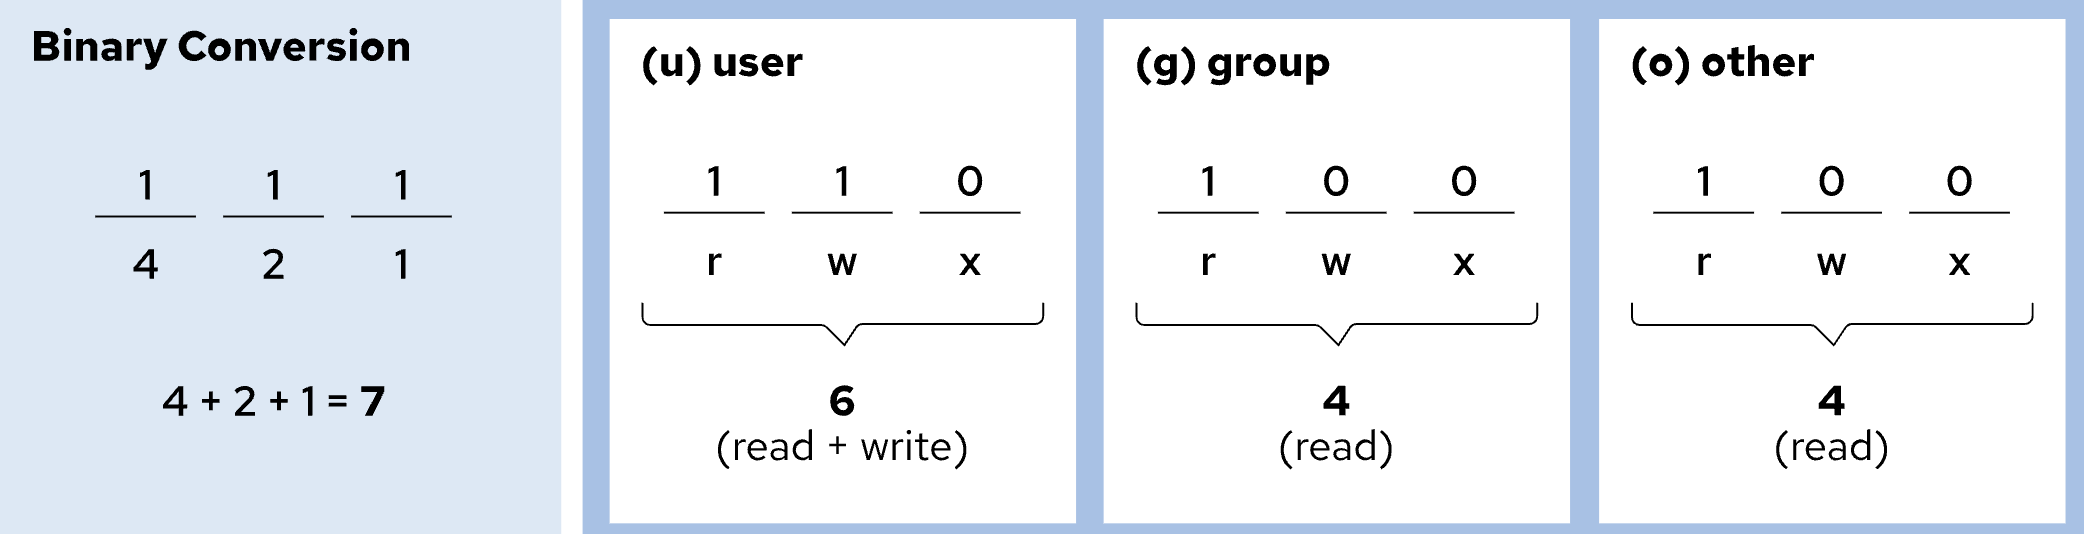 Binary Conversion
1 1 1
4 2 1
4 + 2 + 1 = 7
(u) user
1 1 0
r w x
6
(read + write)
(g) group
1 0 0
r w x
4
(read)
(o) other
1 0 0
r w x
4
(read)